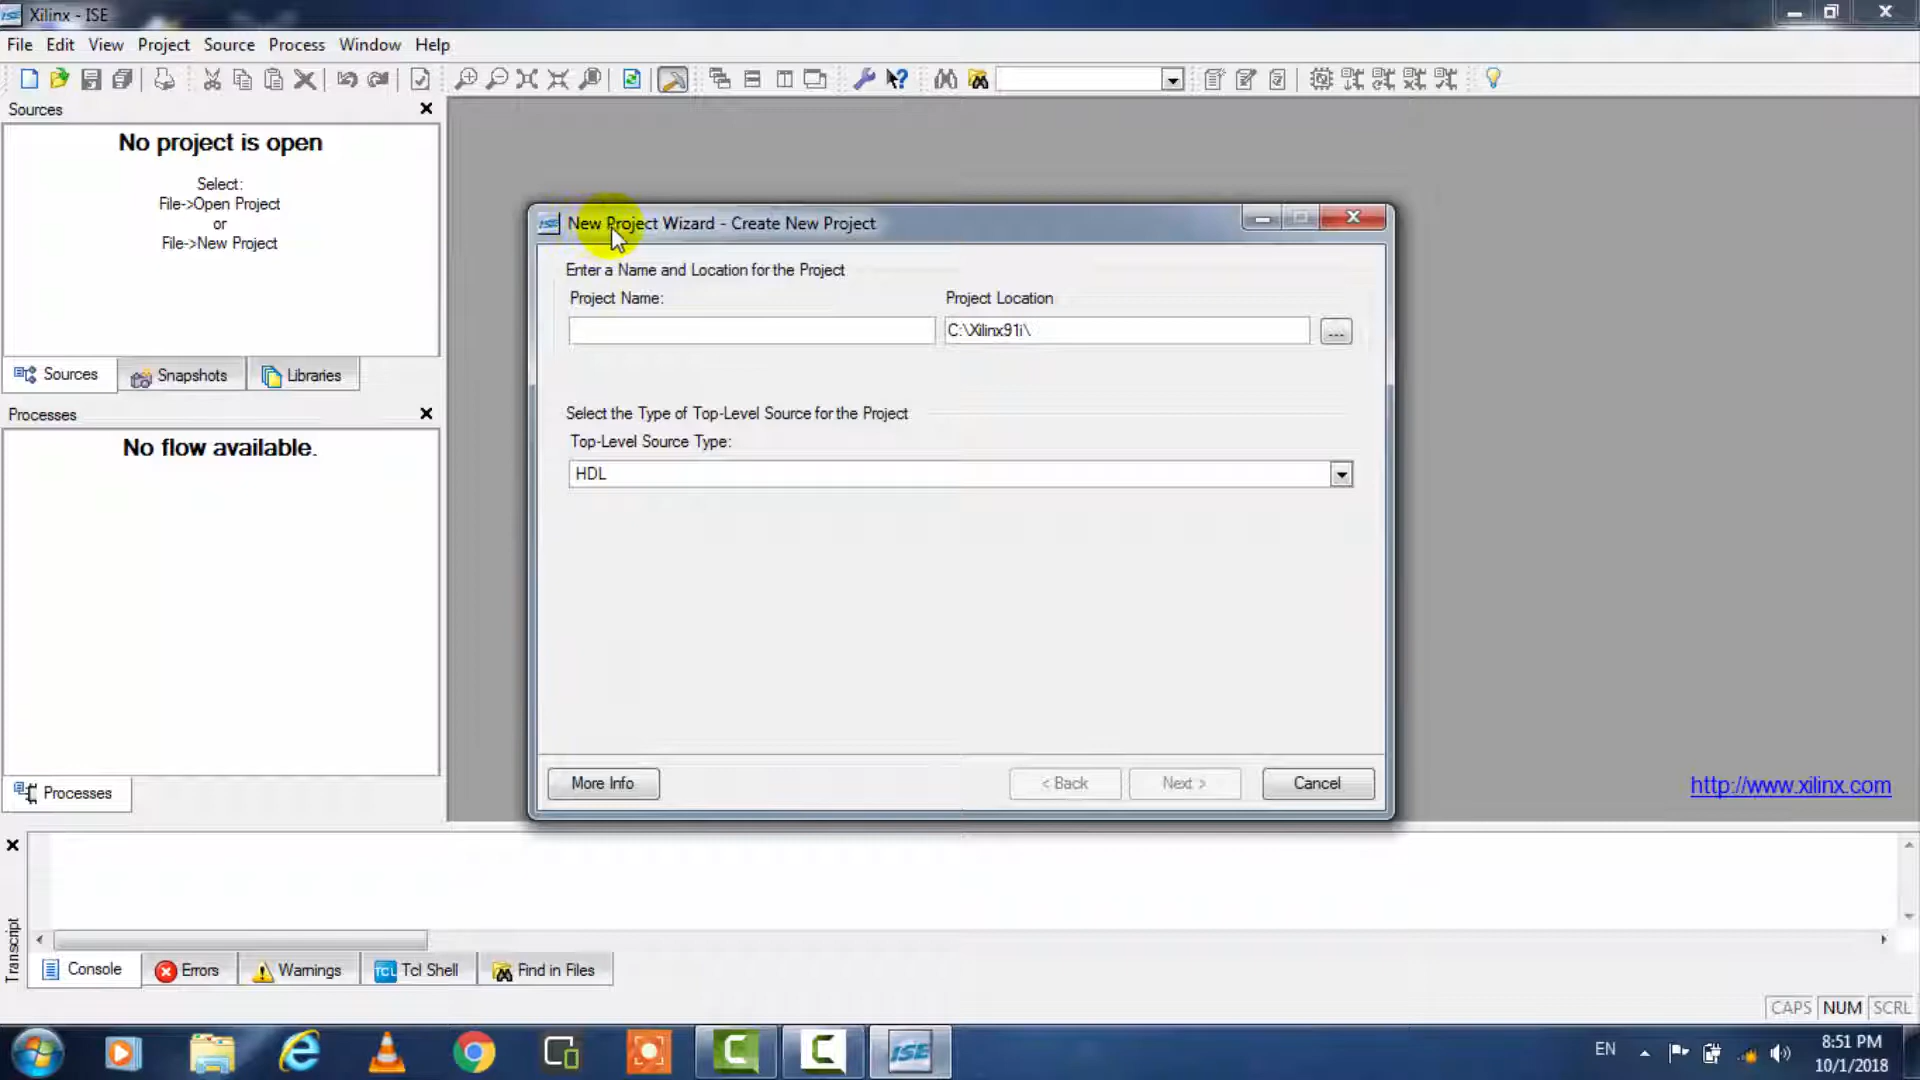 Xilinx - ISE
File Edit View Project Source Process Window Help
Sources
No project is open
Select:
File->Open Project
or
File->New Project
Sources Snapshots Libraries
Processes
No flow available.
Processes
ISE New Project Wizard - Create New Project
Enter a Name and Location for the Project
Project Name: Project Location
C:\Xilinx91i\ ...
Select the Type of Top-Level Source for the Project
Top-Level Source Type:
HDL
More Info < Back Next > Cancel
http://www.xilinx.com
Transcript
Console Errors Warnings TCL Tcl Shell Find in Files
CAPS NUM SCRL
ISE
EN 8:51 PM
10/1/2018